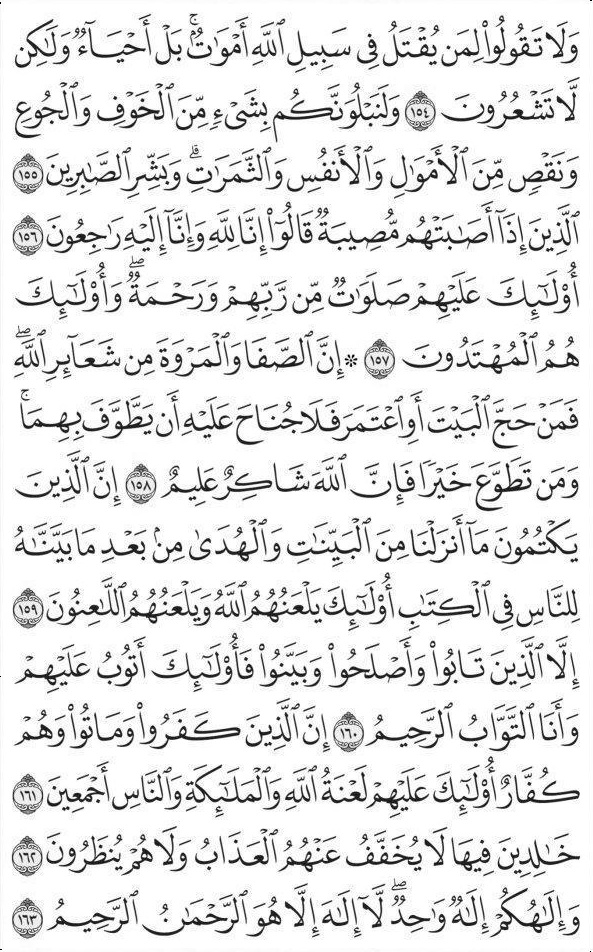 وَلَا تَقُولُوا۟ لِمَن يُقْتَلُ فِى سَبِيلِ ٱللَّهِ أَمْوَٰتٌۢ ۚ بَلْ أَحْيَآءٌ وَلَٰكِن
لَّا تَشْعُرُونَ ١٥٤ وَلَنَبْلُوَنَّكُم بِشَىْءٍ مِّنَ ٱلْخَوْفِ وَٱلْجُوعِ
وَنَقْصٍ مِّنَ ٱلْأَمْوَٰلِ وَٱلْأَنفُسِ وَٱلثَّمَرَٰتِ ۗ وَبَشِّرِ ٱلصَّٰبِرِينَ ١٥٥
ٱلَّذِينَ إِذَآ أَصَٰبَتْهُم مُّصِيبَةٌ قَالُوٓا۟ إِنَّا لِلَّهِ وَإِنَّآ إِلَيْهِ رَٰجِعُونَ ١٥٦
أُو۟لَٰٓئِكَ عَلَيْهِمْ صَلَوَٰتٌ مِّن رَّبِّهِمْ وَرَحْمَةٌ ۖ وَأُو۟لَٰٓئِكَ
هُمُ ٱلْمُهْتَدُونَ ١٥٧ ۞ إِنَّ ٱلصَّفَا وَٱلْمَرْوَةَ مِن شَعَآئِرِ ٱللَّهِ ۖ
فَمَنْ حَجَّ ٱلْبَيْتَ أَوِ ٱعْتَمَرَ فَلَا جُنَاحَ عَلَيْهِ أَن يَطَّوَّفَ بِهِمَا ۚ
وَمَن تَطَوَّعَ خَيْرًا فَإِنَّ ٱللَّهَ شَاكِرٌ عَلِيمٌ ١٥٨ إِنَّ ٱلَّذِينَ
يَكْتُمُونَ مَآ أَنزَلْنَا مِنَ ٱلْبَيِّنَٰتِ وَٱلْهُدَىٰ مِنۢ بَعْدِ مَا بَيَّنَّٰهُ
لِلنَّاسِ فِى ٱلْكِتَٰبِ أُو۟لَٰٓئِكَ يَلْعَنُهُمُ ٱللَّهُ وَيَلْعَنُهُمُ ٱللَّٰعِنُونَ ١٥٩
إِلَّا ٱلَّذِينَ تَابُوا۟ وَأَصْلَحُوا۟ وَبَيَّنُوا۟ فَأُو۟لَٰٓئِكَ أَتُوبُ عَلَيْهِمْ
وَأَنَا ٱلتَّوَّابُ ٱلرَّحِيمُ ١٦٠ إِنَّ ٱلَّذِينَ كَفَرُوا۟ وَمَاتُوا۟ وَهُمْ
كُفَّارٌ أُو۟لَٰٓئِكَ عَلَيْهِمْ لَعْنَةُ ٱللَّهِ وَٱلْمَلَٰٓئِكَةِ وَٱلنَّاسِ أَجْمَعِينَ ١٦١
خَٰلِدِينَ فِيهَا لَا يُخَفَّفُ عَنْهُمُ ٱلْعَذَابُ وَلَا هُمْ يُنظَرُونَ ١٦٢
وَإِلَٰهُكُمْ إِلَٰهٌ وَٰحِدٌ ۖ لَّآ إِلَٰهَ إِلَّا هُوَ ٱلرَّحْمَٰنُ ٱلرَّحِيمُ ١٦٣